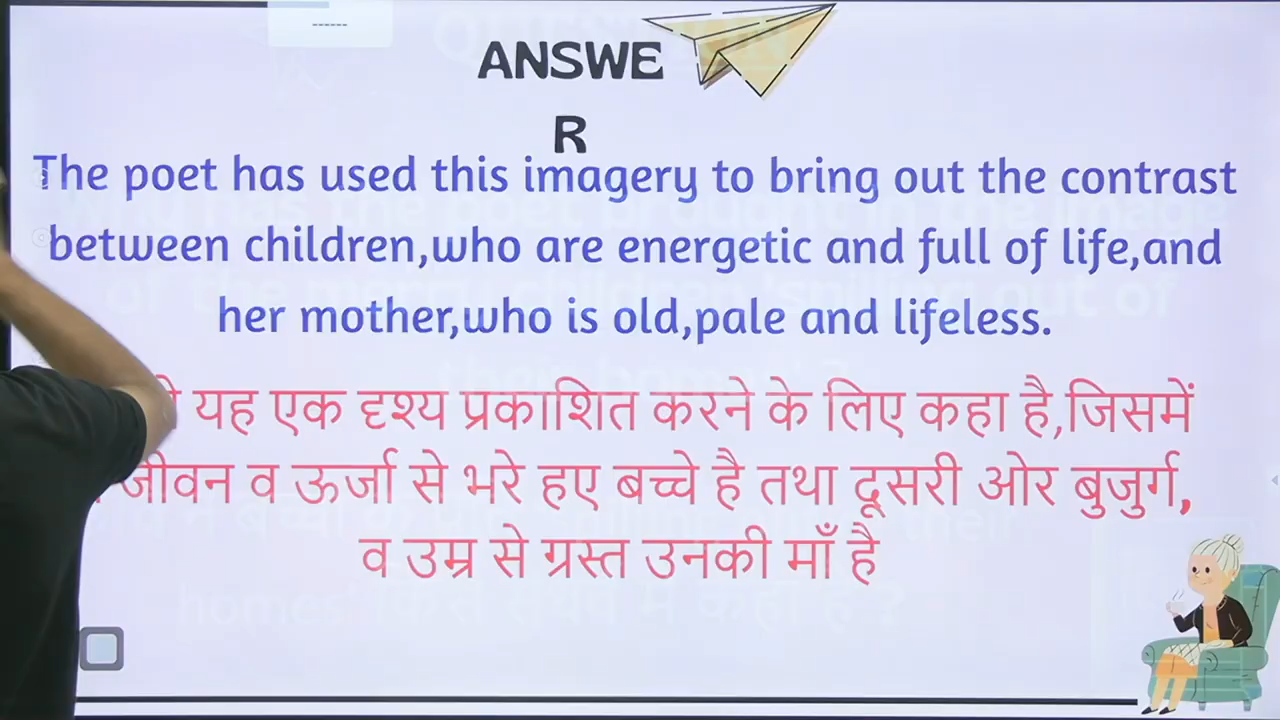 ANSWE
R
The poet has used this imagery to bring out the contrast
between children,who are energetic and full of life,and
her mother,who is old,pale and lifeless.
यह एक दृश्य प्रकाशित करने के लिए कहा है,जिसमें
जीवन व ऊर्जा से भरे हए बच्चे है तथा दूसरी ओर बुजुर्ग,
व उम्र से ग्रस्त उनकी माँ है